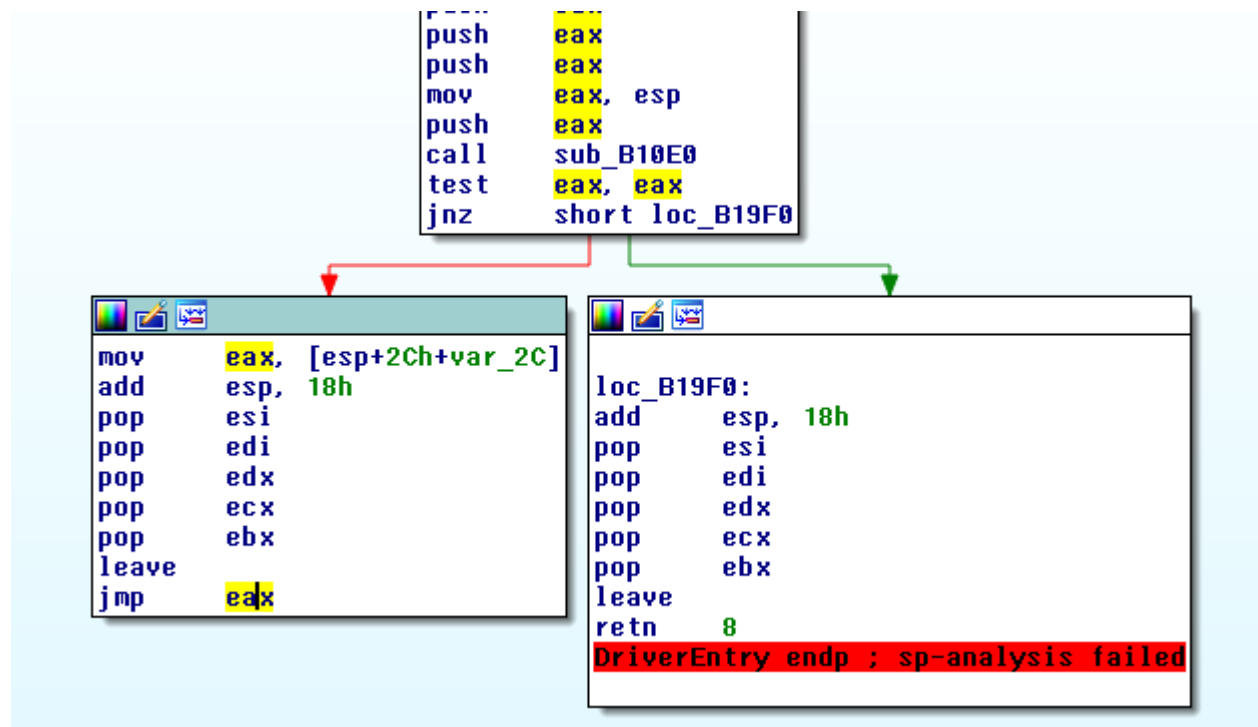 push eax
push eax
mov eax, esp
push eax
call sub_B10E0
test eax, eax
jnz short loc_B19F0
mov eax, [esp+2Ch+var_2C]
add esp, 18h
pop esi
pop edi
pop edx
pop ecx
pop ebx
leave
jmp eax
loc_B19F0:
add esp, 18h
pop esi
pop edi
pop edx
pop ecx
pop ebx
leave
retn 8
DriverEntry endp ; sp-analysis failed